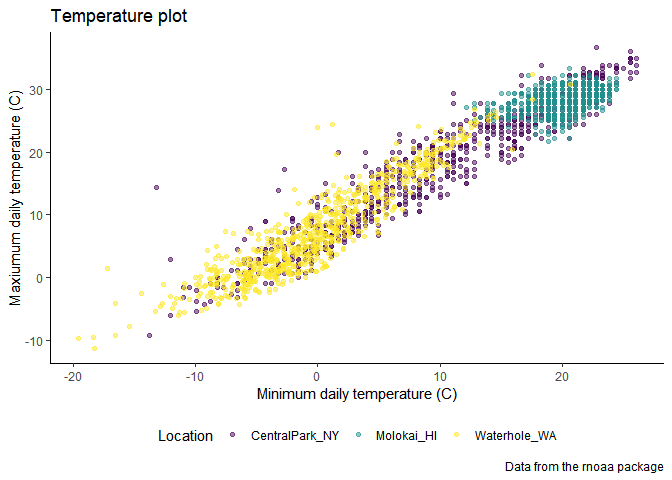 Temperature plot
Maxiumum daily temperature (C)
30
20
10
0
-10
-20
-10
0
10
20
Minimum daily temperature (C)
Location
CentralPark_NY
Molokai_HI
Waterhole_WA
Data from the rnoaa package